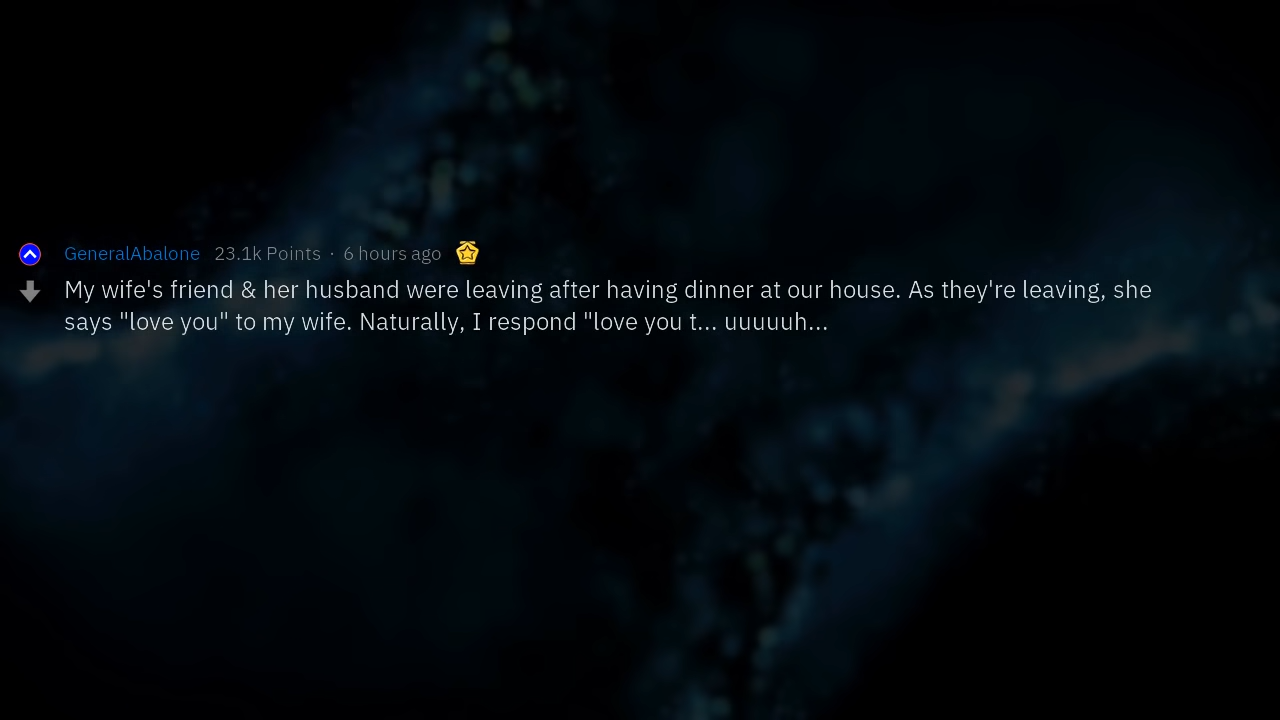 GeneralAbalone 23.1k Points · 6 hours ago
My wife's friend & her husband were leaving after having dinner at our house. As they're leaving, she
says "love you" to my wife. Naturally, I respond "love you t... uuuuuh...